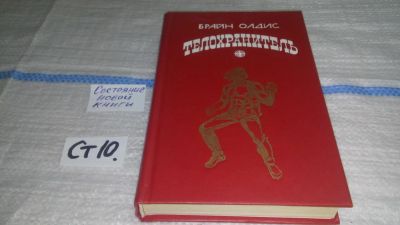 БРАЙН ОЛДИС
ТЕЛОХРАНИТЕЛЬ
Состояние
новой
книги
СТ10.